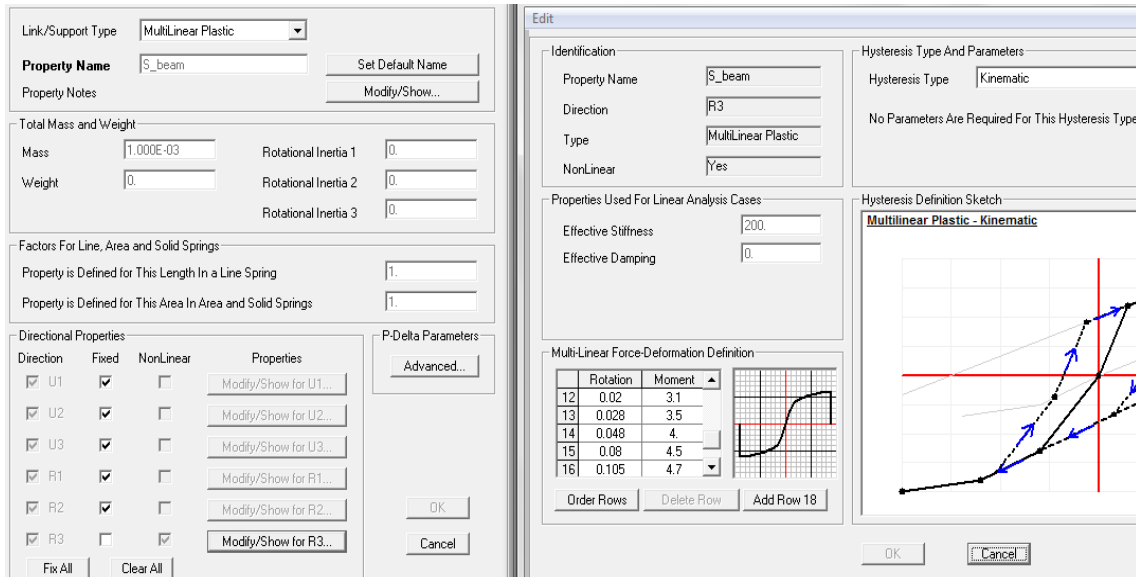 Link/Support Type MultiLinear Plastic
Property Name S_beam Set Default Name
Property Notes Modify/Show...
Total Mass and Weight
Mass 1.000E-03 Rotational Inertia 1 0.
Weight 0. Rotational Inertia 2 0.
Rotational Inertia 3 0.
Factors For Line, Area and Solid Springs
Property is Defined for This Length In a Line Spring 1.
Property is Defined for This Area In Area and Solid Springs 1.
Directional Properties
Direction Fixed NonLinear Properties
U1 Modify/Show for U1...
U2 Modify/Show for U2...
U3 Modify/Show for U3...
R1 Modify/Show for R1...
R2 Modify/Show for R2...
R3 Modify/Show for R3...
Fix All Clear All
P-Delta Parameters
Advanced...
OK
Cancel
Edit
Identification
Property Name S_beam
Direction R3
Type MultiLinear Plastic
NonLinear Yes
Properties Used For Linear Analysis Cases
Effective Stiffness 200.
Effective Damping 0.
Multi-Linear Force-Deformation Definition
Rotation Moment
12 0.02 3.1
13 0.028 3.5
14 0.048 4.
15 0.08 4.5
16 0.105 4.7
Order Rows Delete Row Add Row 18
Hysteresis Type And Parameters
Hysteresis Type Kinematic
No Parameters Are Required For This Hysteresis Type
Hysteresis Definition Sketch
Multilinear Plastic - Kinematic
OK Cancel